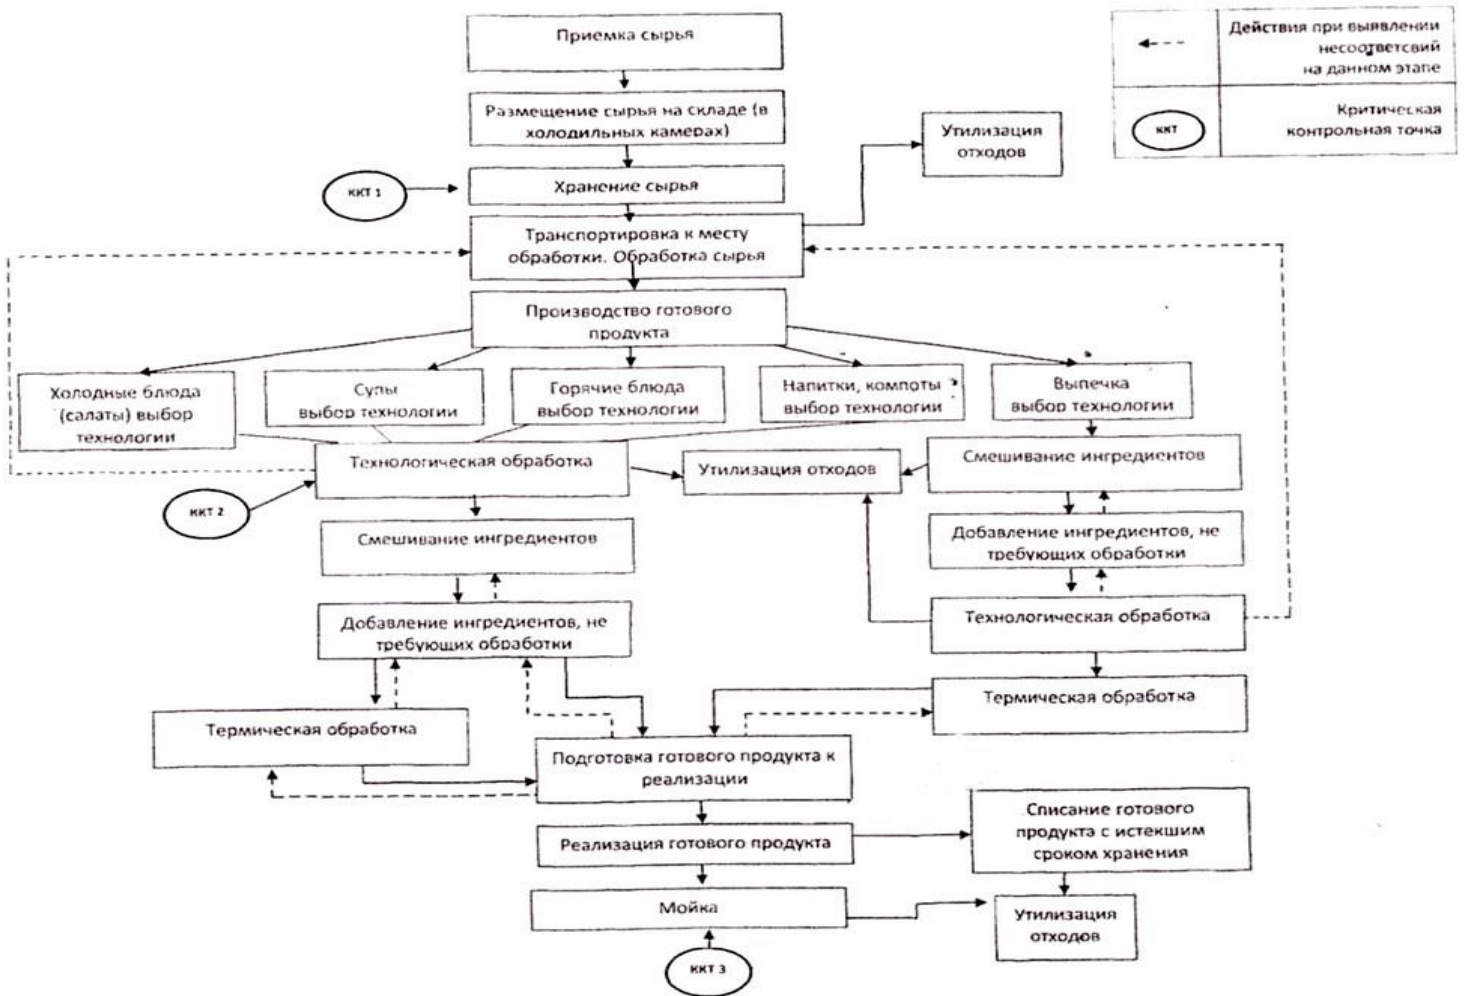 Приемка сырья
Действия при выявлении
несоответсвий
на данном этапе
Размещение сырья на складе (в
холодильных камерах)
Утилизация
отходов
ККТ
Критическая
контрольная точка
ККТ 1
Хранение сырья
Транспортировка к месту
обработки. Обработка сырья
Производство готового
продукта
Холодные блюда
(салаты) выбор
технологии
Супы
выбор технологии
Горячие блюда
выбор технологии
Напитки, компоты
выбор технологии
Выпечка
выбор технологии
Технологическая обработка
Утилизация отходов
Смешивание ингредиентов
ККТ 2
Смешивание ингредиентов
Добавление ингредиентов, не
требующих обработки
Добавление ингредиентов, не
требующих обработки
Технологическая обработка
Термическая обработка
Термическая обработка
Подготовка готового продукта к
реализации
Списание готового
продукта с истекшим
сроком хранения
Реализация готового продукта
Мойка
Утилизация
отходов
ККТ 3